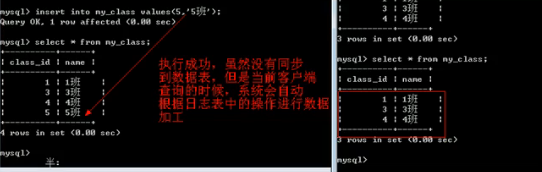 mysql> insert into my_class values(5,'5班');
Query OK, 1 row affected (0.00 sec)
mysql> select * from my_class;
+----------+------+
| class_id | name |
+----------+------+
| 1 | 1班 |
| 3 | 3班 |
| 4 | 4班 |
| 5 | 5班 |
+----------+------+
4 rows in set (0.00 sec)
mysql>
半:
执行成功，虽然没有同步
到数据表，但是当前客户端
查询的时候，系统会自动
根据日志表中的操作进行数据
加工
| 3 | 3班 |
| 4 | 4班 |
+----------+------+
3 rows in set (0.00 sec)
mysql> select * from my_class;
+----------+------+
| class_id | name |
+----------+------+
| 1 | 1班 |
| 3 | 3班 |
| 4 | 4班 |
+----------+------+
3 rows in set (0.00 sec)
mysql>